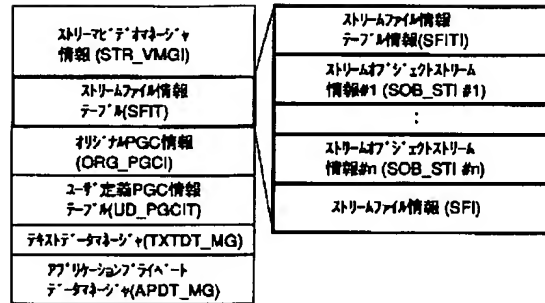 ストリーマビデオマネージャ
情報 (STR_VMGI)
ストリームファイル情報
テーブル(SFIT)
オリジナルPGC情報
(ORG_PGCI)
ユーザ定義PGC情報
テーブル(UD_PGCIT)
テキストデータマネージャ(TXTDT_MG)
アプリケーションプライベート
データマネージャ(APDT_MG)
ストリームファイル情報
テーブル情報(SFITI)
ストリームオブジェクトストリーム
情報#1 (SOB_STI #1)
:
ストリームオブジェクトストリーム
情報#n (SOB_STI #n)
ストリームファイル情報 (SFI)